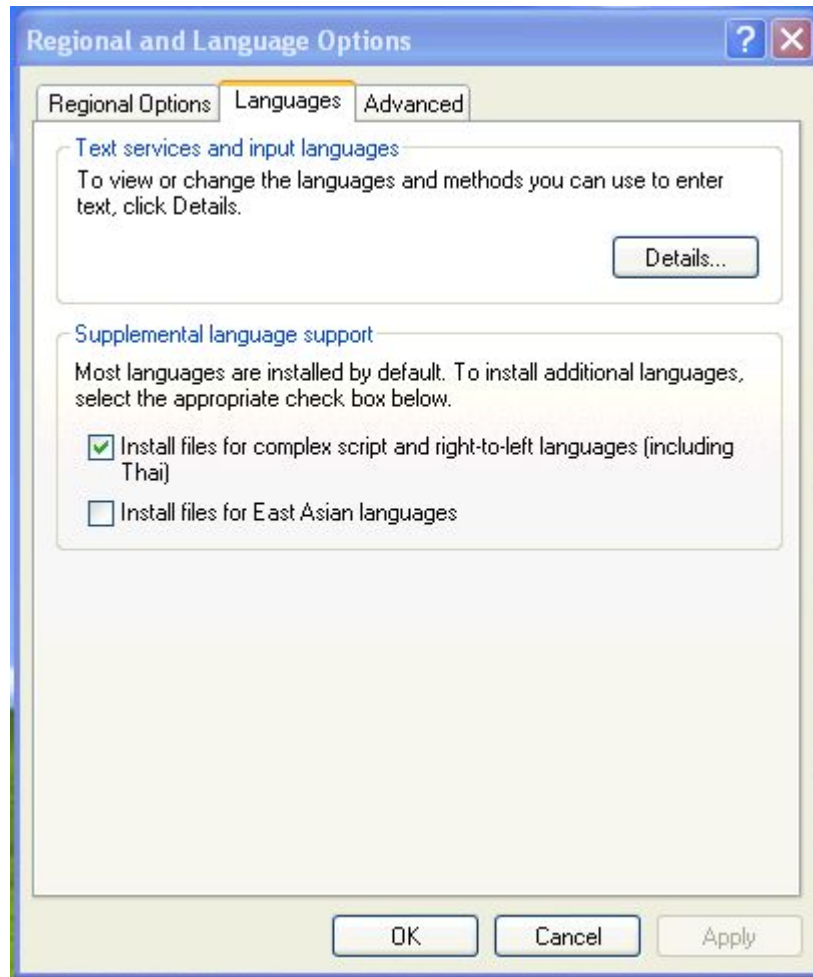 Regional and Language Options
Regional Options Languages Advanced
Text services and input languages
To view or change the languages and methods you can use to enter
text, click Details.
Details...
Supplemental language support
Most languages are installed by default. To install additional languages,
select the appropriate check box below.
Install files for complex script and right-to-left languages (including
Thai)
Install files for East Asian languages
OK Cancel Apply